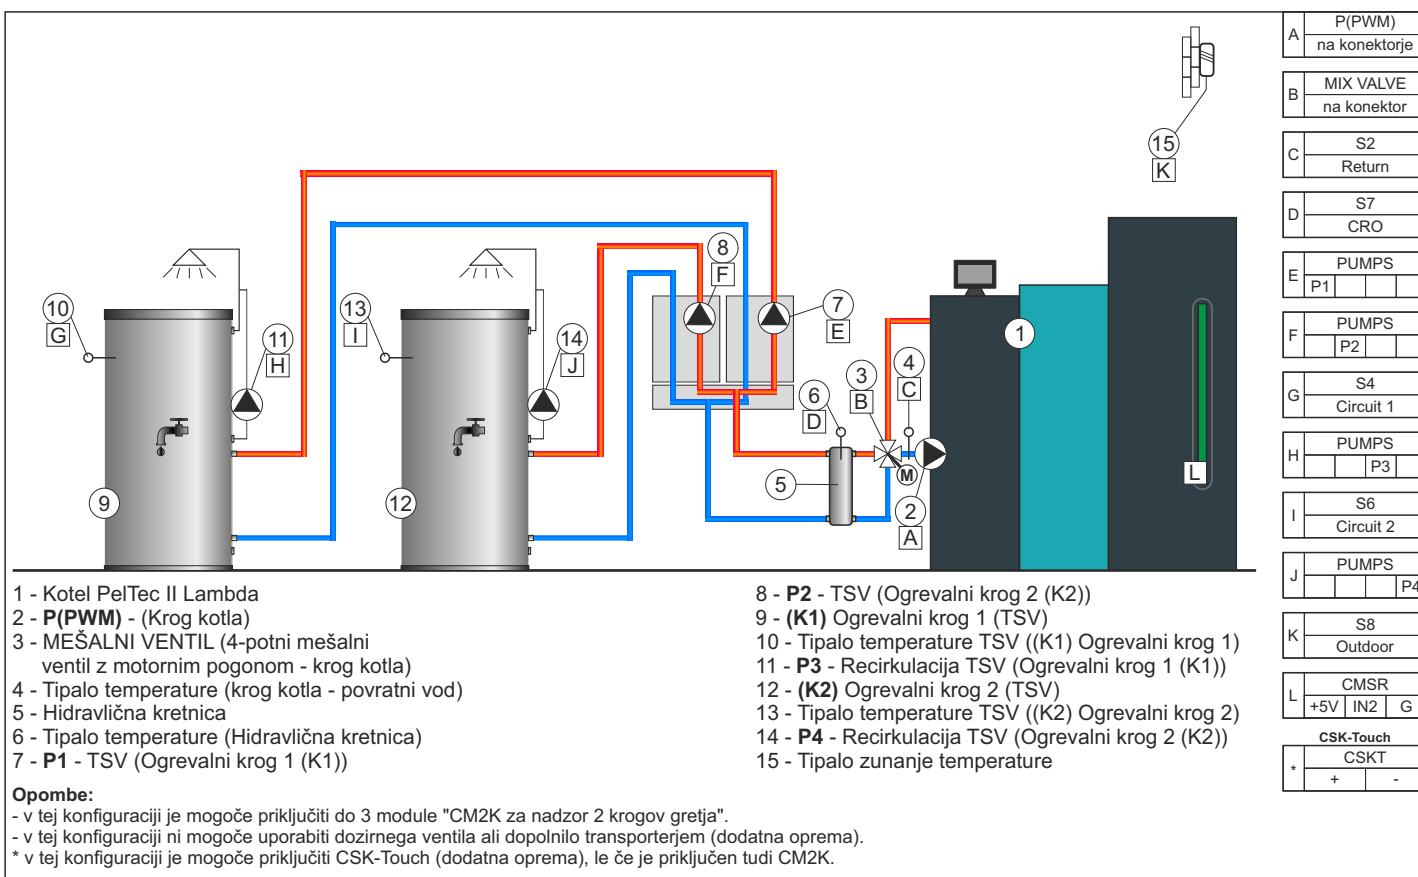 15
K
8
F
10
G
13
I
11
H
14
J
7
E
3
B
4
C
6
D
1
5
M
L
9
12
2
A
1 - Kotel PelTec II Lambda
2 - P(PWM) - (Krog kotla)
3 - MEŠALNI VENTIL (4-potni mešalni
ventil z motornim pogonom - krog kotla)
4 - Tipalo temperature (krog kotla - povratni vod)
5 - Hidravlična kretnica
6 - Tipalo temperature (Hidravlična kretnica)
7 - P1 - TSV (Ogrevalni krog 1 (K1))
8 - P2 - TSV (Ogrevalni krog 2 (K2))
9 - (K1) Ogrevalni krog 1 (TSV)
10 - Tipalo temperature TSV ((K1) Ogrevalni krog 1)
11 - P3 - Recirkulacija TSV (Ogrevalni krog 1 (K1))
12 - (K2) Ogrevalni krog 2 (TSV)
13 - Tipalo temperature TSV ((K2) Ogrevalni krog 2)
14 - P4 - Recirkulacija TSV (Ogrevalni krog 2 (K2))
15 - Tipalo zunanje temperature
Opombe:
- v tej konfiguraciji je mogoče priključiti do 3 module "CM2K za nadzor 2 krogov gretja".
- v tej konfiguraciji ni mogoče uporabiti dozirnega ventila ali dopolnilo transporterjem (dodatna oprema).
* v tej konfiguraciji je mogoče priključiti CSK-Touch (dodatna oprema), le če je priključen tudi CM2K.
A P(PWM)
na konektorje
B MIX VALVE
na konektor
C S2
Return
D S7
CRO
E PUMPS
P1
F PUMPS
P2
G S4
Circuit 1
H PUMPS
P3
I S6
Circuit 2
J PUMPS
P4
K S8
Outdoor
L CMSR
+5V IN2 G
CSK-Touch
* CSKT
+ -